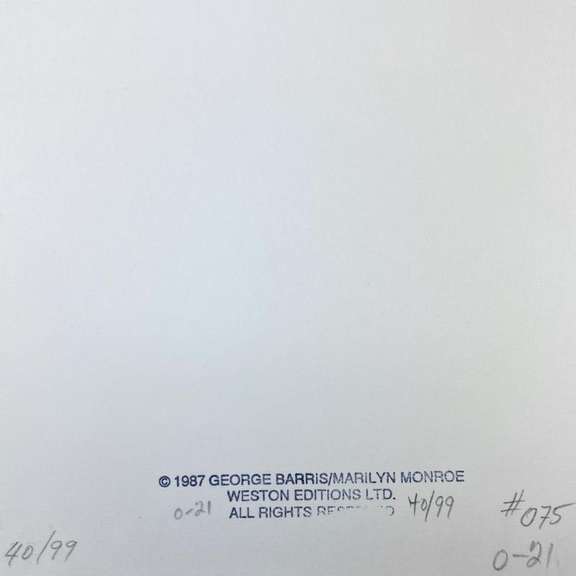 © 1987 GEORGE BARRIS/MARILYN MONROE
WESTON EDITIONS LTD.
0-21 ALL RIGHTS RESERVED 40/99
#075
40/99
0-21